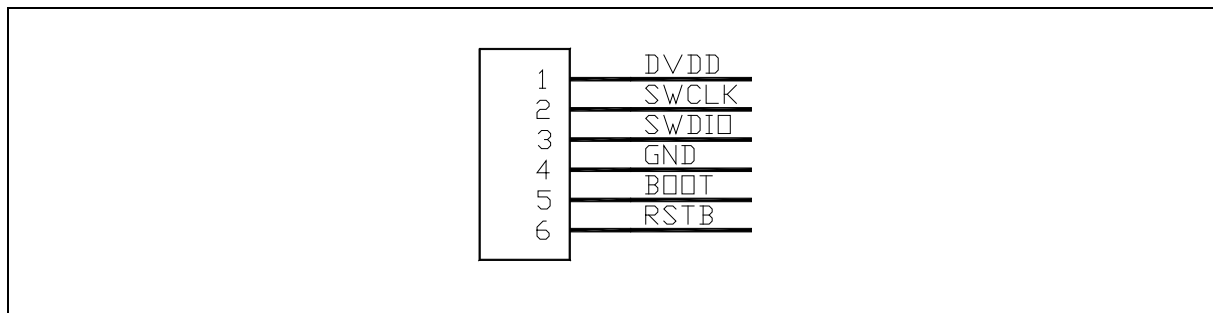 1 DVDD
2 SWCLK
3 SWDIO
4 GND
5 BOOT
6 RSTB